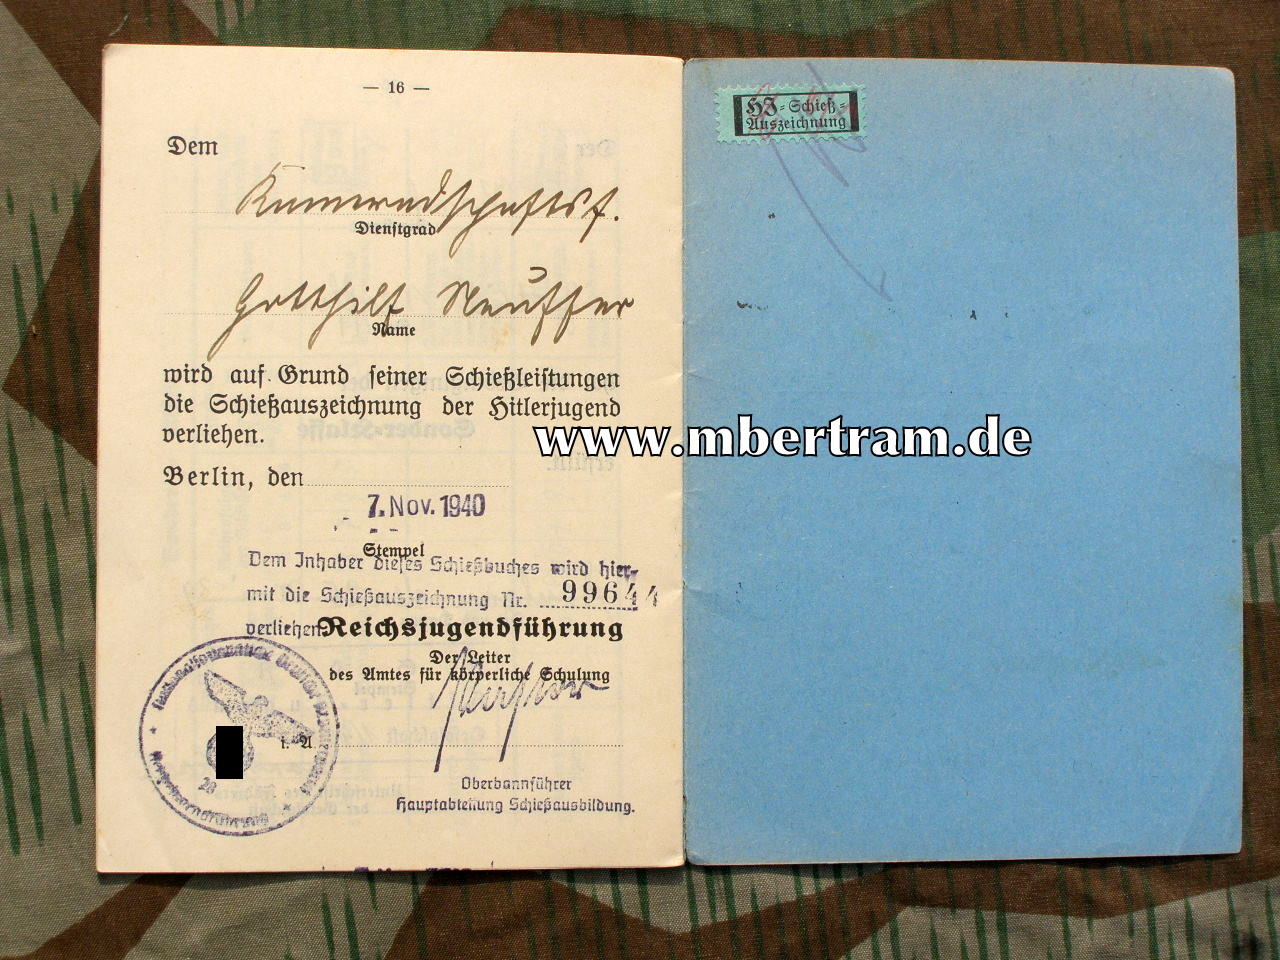 — 16 —
Dem
Kameradschaftsf.
Dienstgrad
Gotthilf Neuffer
Name
wird auf Grund seiner Schießleistungen
die Schießauszeichnung der Hitlerjugend
verliehen.
Berlin, den
7. Nov. 1940
Stempel
Dem Inhaber dieses Schießbuches wird hier-
mit die Schießauszeichnung Nr. 99644
verliehen
Reichsjugendführung
Der Leiter
des Amtes für körperliche Schulung
i. A.
Oberbannführer
Hauptabteilung Schießausbildung.
HJ-Schieß-
Auszeichnung
www.mbertram.de